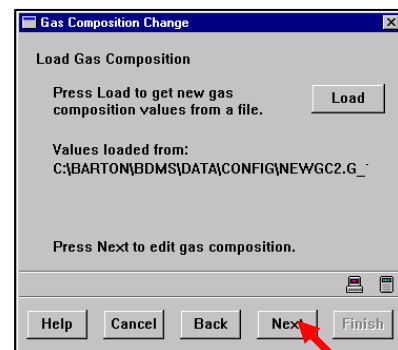 Gas Composition Change
Load Gas Composition
Press Load to get new gas
composition values from a file.
Load
Values loaded from:
C:\BARTON\BDMS\DATA\CONFIG\NEWGC2.G_
Press Next to edit gas composition.
Help Cancel Back Next Finish